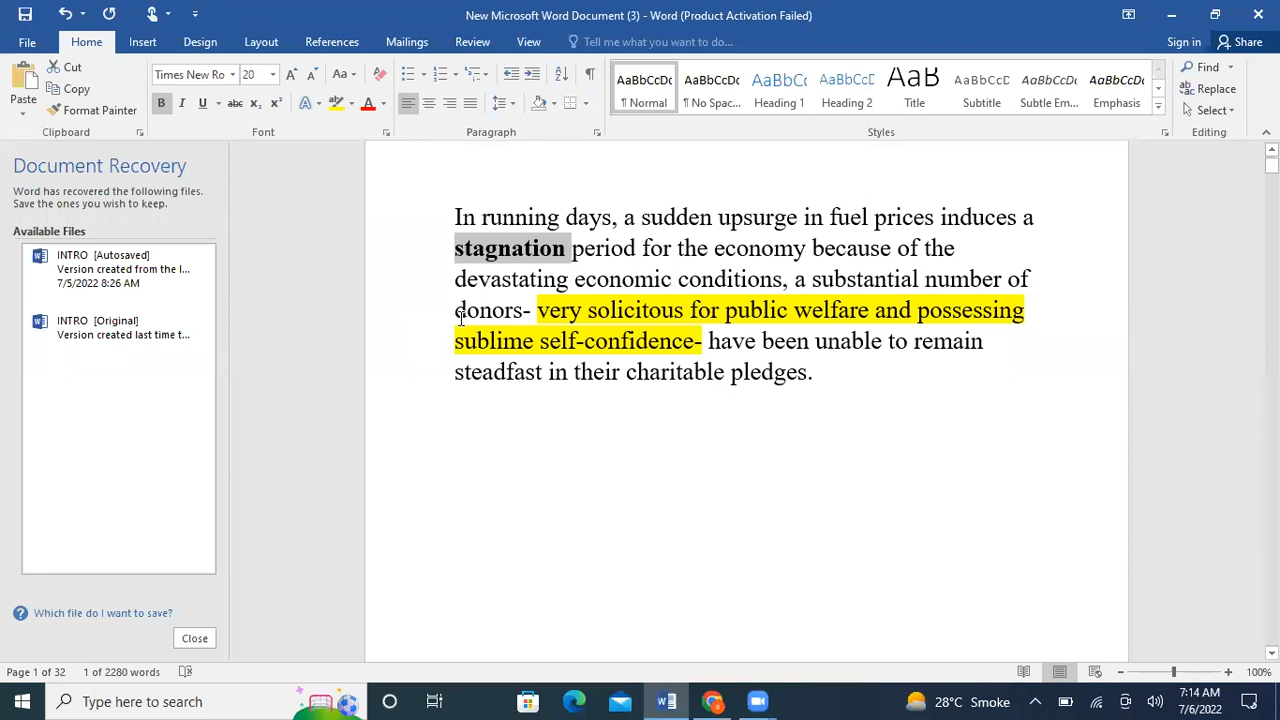 New Microsoft Word Document (3) - Word (Product Activation Failed)
File Home Insert Design Layout References Mailings Review View Tell me what you want to do... Sign in Share
Paste
Cut
Copy
Format Painter
Clipboard
Times New Ro 20
Font
Paragraph
AaBbCcDc AaBbCcDc AaBbCc AaBbCcD AaB AaBbCcD AaBbCcDc AaBbCcDc
¶ Normal ¶ No Spac... Heading 1 Heading 2 Title Subtitle Subtle Em... Emphasis
Styles
Find
Replace
Select
Editing
Document Recovery
Word has recovered the following files.
Save the ones you wish to keep.
Available Files
INTRO [Autosaved]
Version created from the l...
7/5/2022 8:26 AM
INTRO [Original]
Version created last time t...
Which file do I want to save?
Close
In running days, a sudden upsurge in fuel prices induces a
stagnation period for the economy because of the
devastating economic conditions, a substantial number of
donors- very solicitous for public welfare and possessing
sublime self-confidence- have been unable to remain
steadfast in their charitable pledges.
Page 1 of 32 1 of 2280 words 100%
Type here to search
28°C Smoke
7:14 AM
7/6/2022